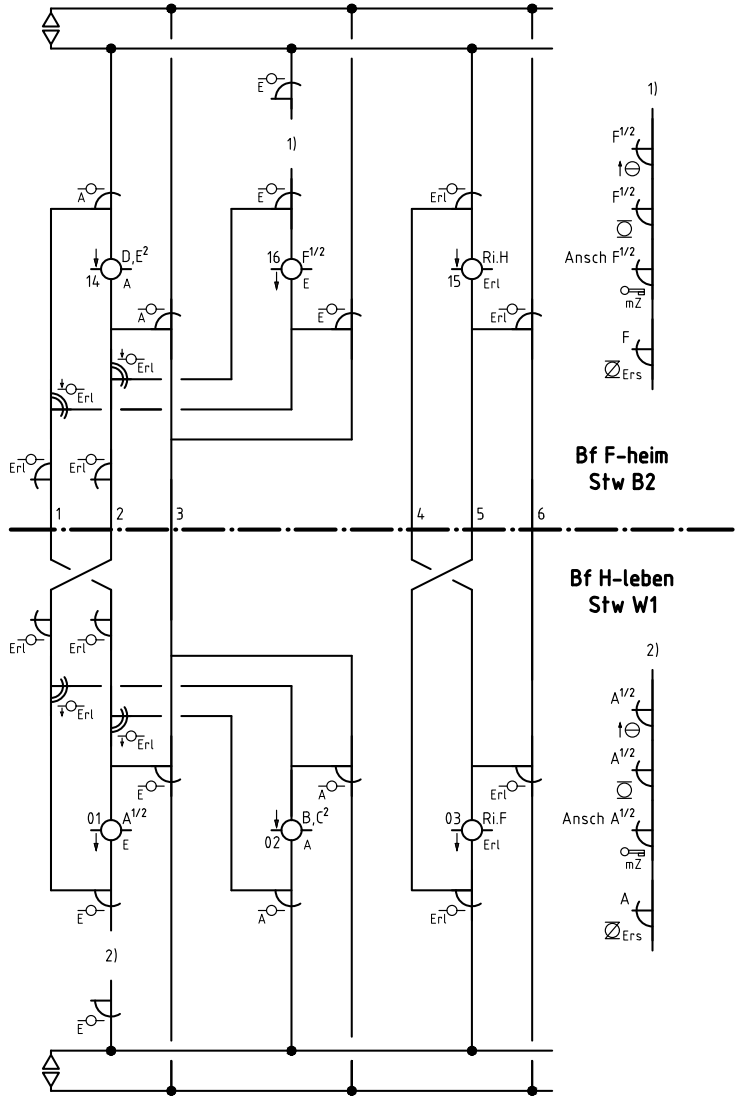 E
1)
1)
F1/2
A
E
Erl
F1/2
D,E2
14
A
16
F1/2
E
Ri.H
15
Erl
Ansch F1/2
mZ
A
E
Erl
F
Ers
Erl
Erl
Erl
Erl
Bf F-heim
Stw B2
1
2
3
4
5
6
Bf H-leben
Stw W1
Erl
Erl
2)
Erl
A1/2
Erl
E
A
Erl
A1/2
01
A1/2
E
B,C2
02
A
03
Ri.F
Erl
Ansch A1/2
mZ
E
A
Erl
A
Ers
2)
E